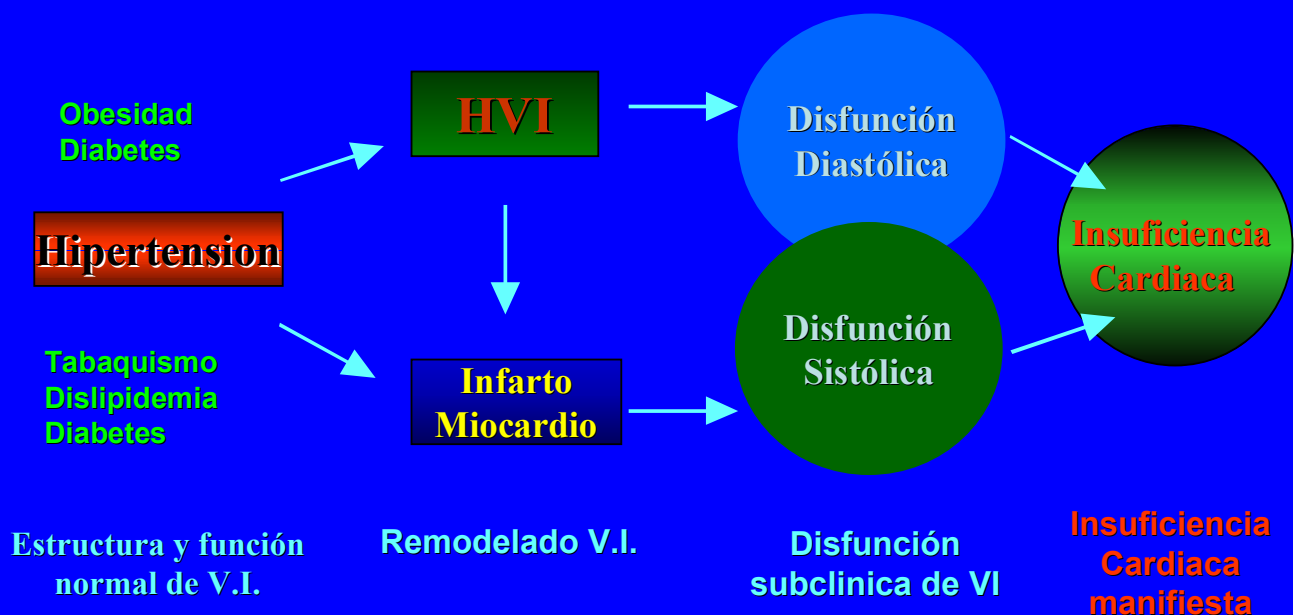 Obesidad
Diabetes
Hipertension
Tabaquismo
Dislipidemia
Diabetes
HVI
Infarto
Miocardio
Disfunción
Diastólica
Disfunción
Sistólica
Insuficiencia
Cardiaca
Estructura y función
normal de V.I.
Remodelado V.I.
Disfunción
subclinica de VI
Insuficiencia
Cardiaca
manifiesta